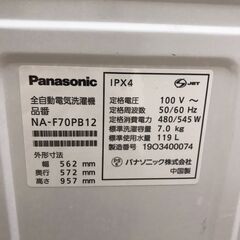 Panasonic
全自動電気洗濯機
品番
NA-F70PB12
外形寸法
幅 562 mm
奥行 572 mm
高さ 957 mm
IPX4
JET
定格電圧 100 V ～
定格周波数 50/60 Hz
定格消費電力 480/545 W
標準洗濯容量 7.0 kg
標準使用水量 119 L
製造番号 19O3400074
パナソニック株式会社
中国製